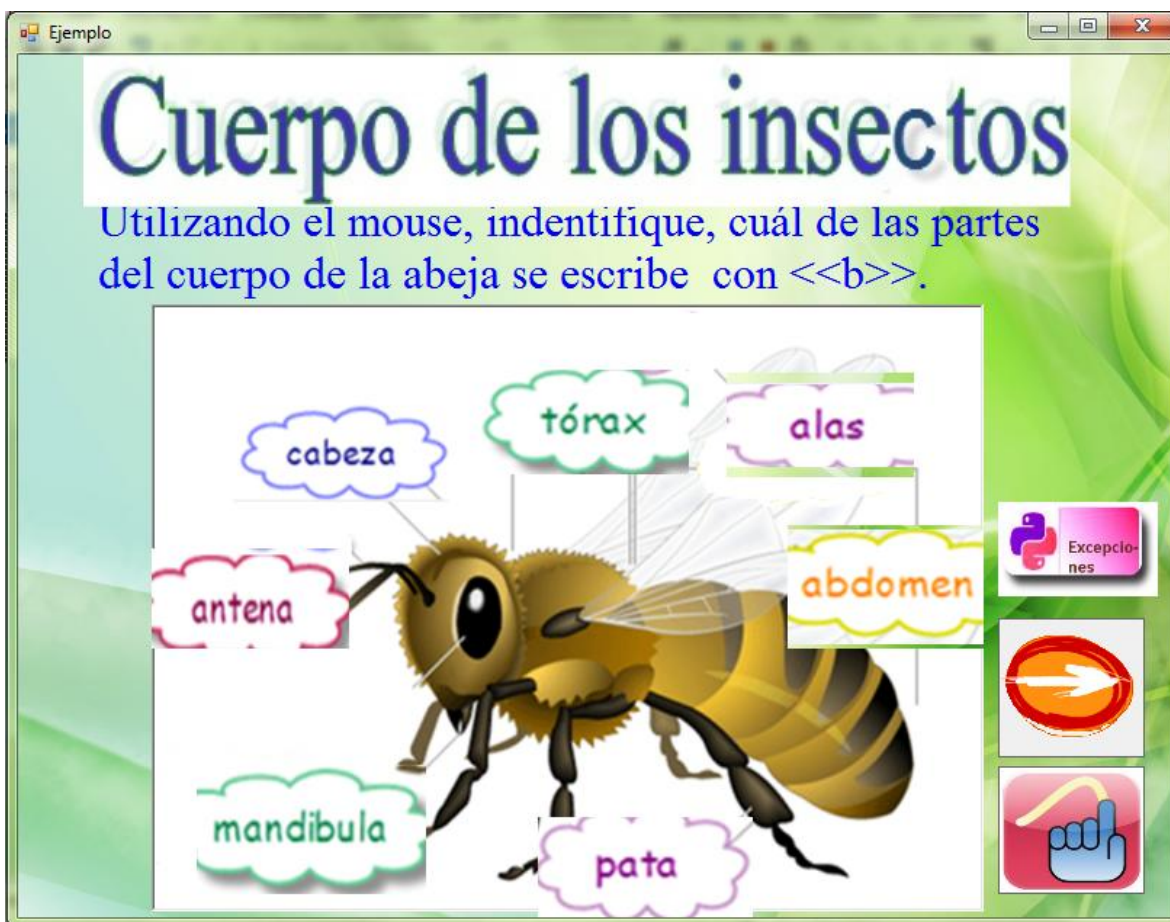 Ejemplo
Cuerpo de los insectos
Utilizando el mouse, indentifique, cuál de las partes
del cuerpo de la abeja se escribe con <<b>>.
tórax
alas
cabeza
abdomen
Excepcio-
nes
antena
mandibula
pata